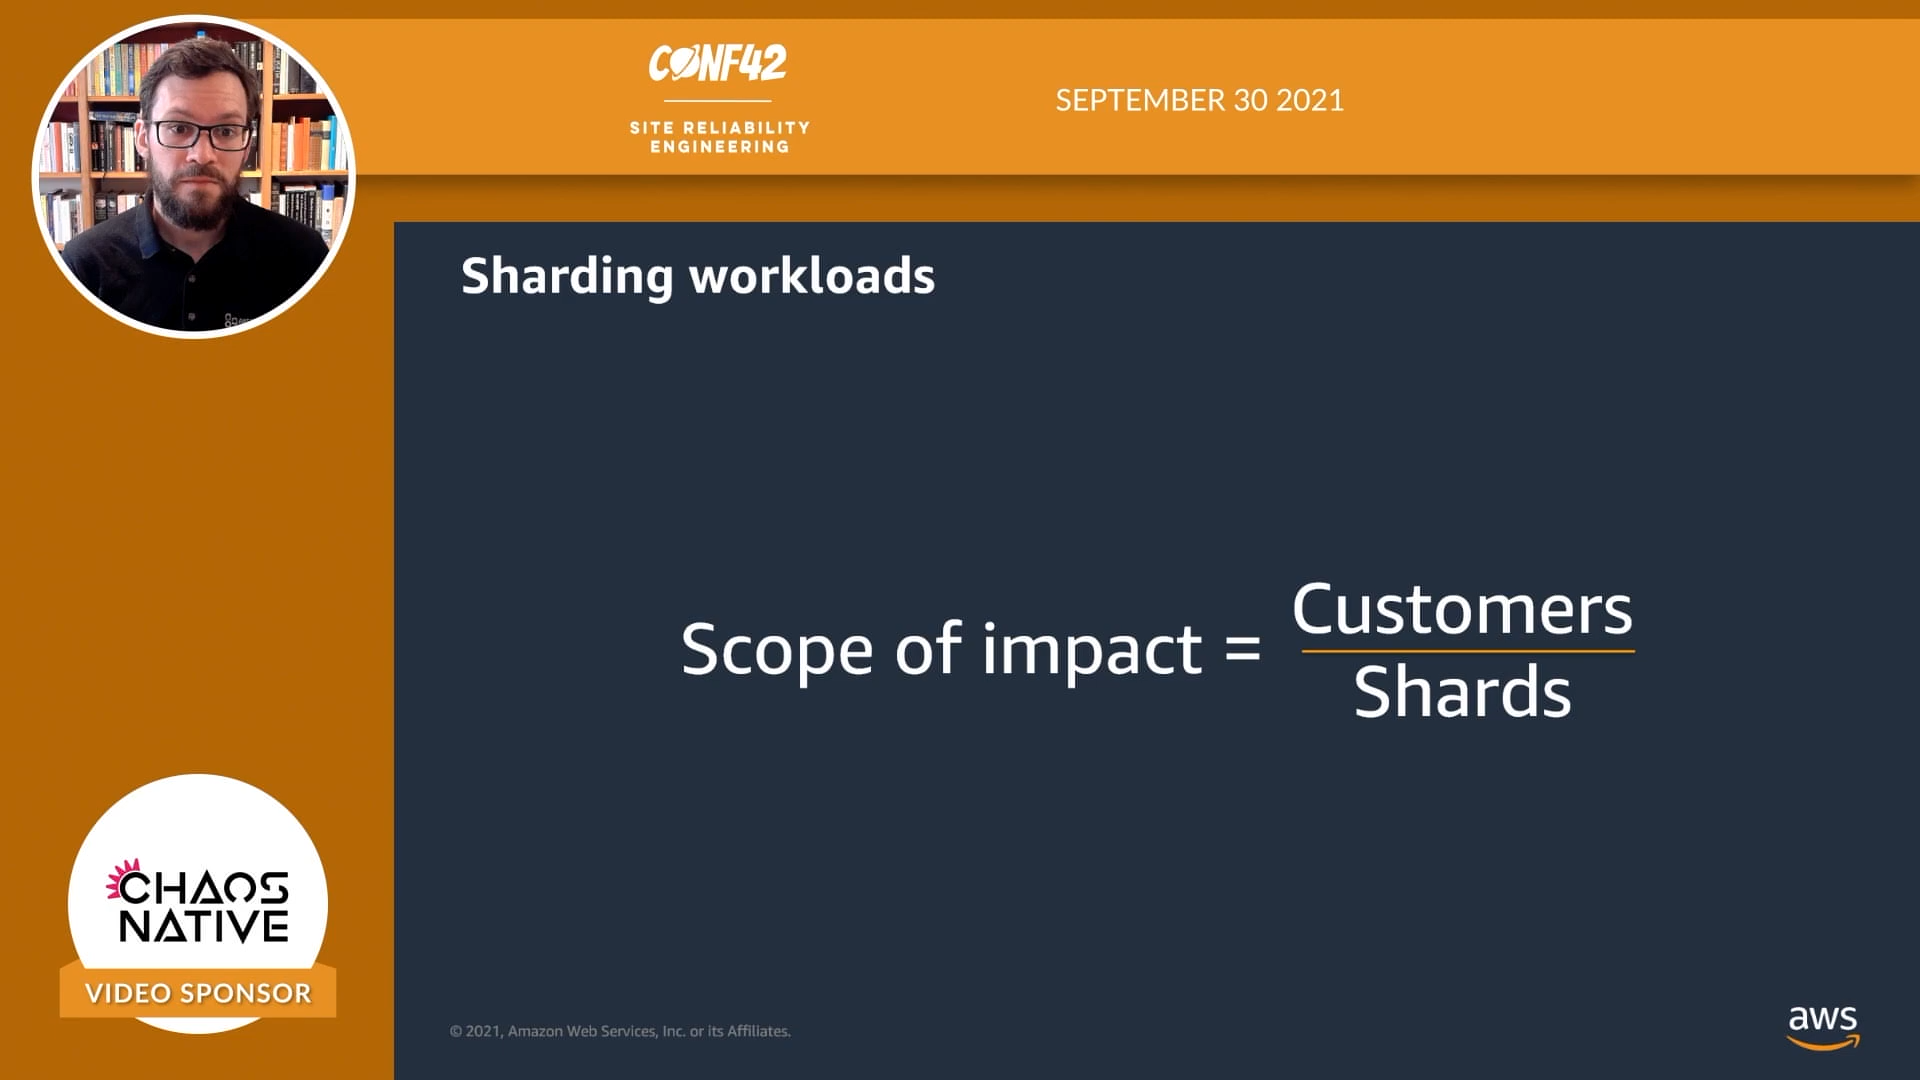 CONF42
SITE RELIABILITY
ENGINEERING
SEPTEMBER 30 2021
Sharding workloads
Scope of impact = Customers
Shards
CHAOS
NATIVE
VIDEO SPONSOR
© 2021, Amazon Web Services, Inc. or its Affiliates.
aws